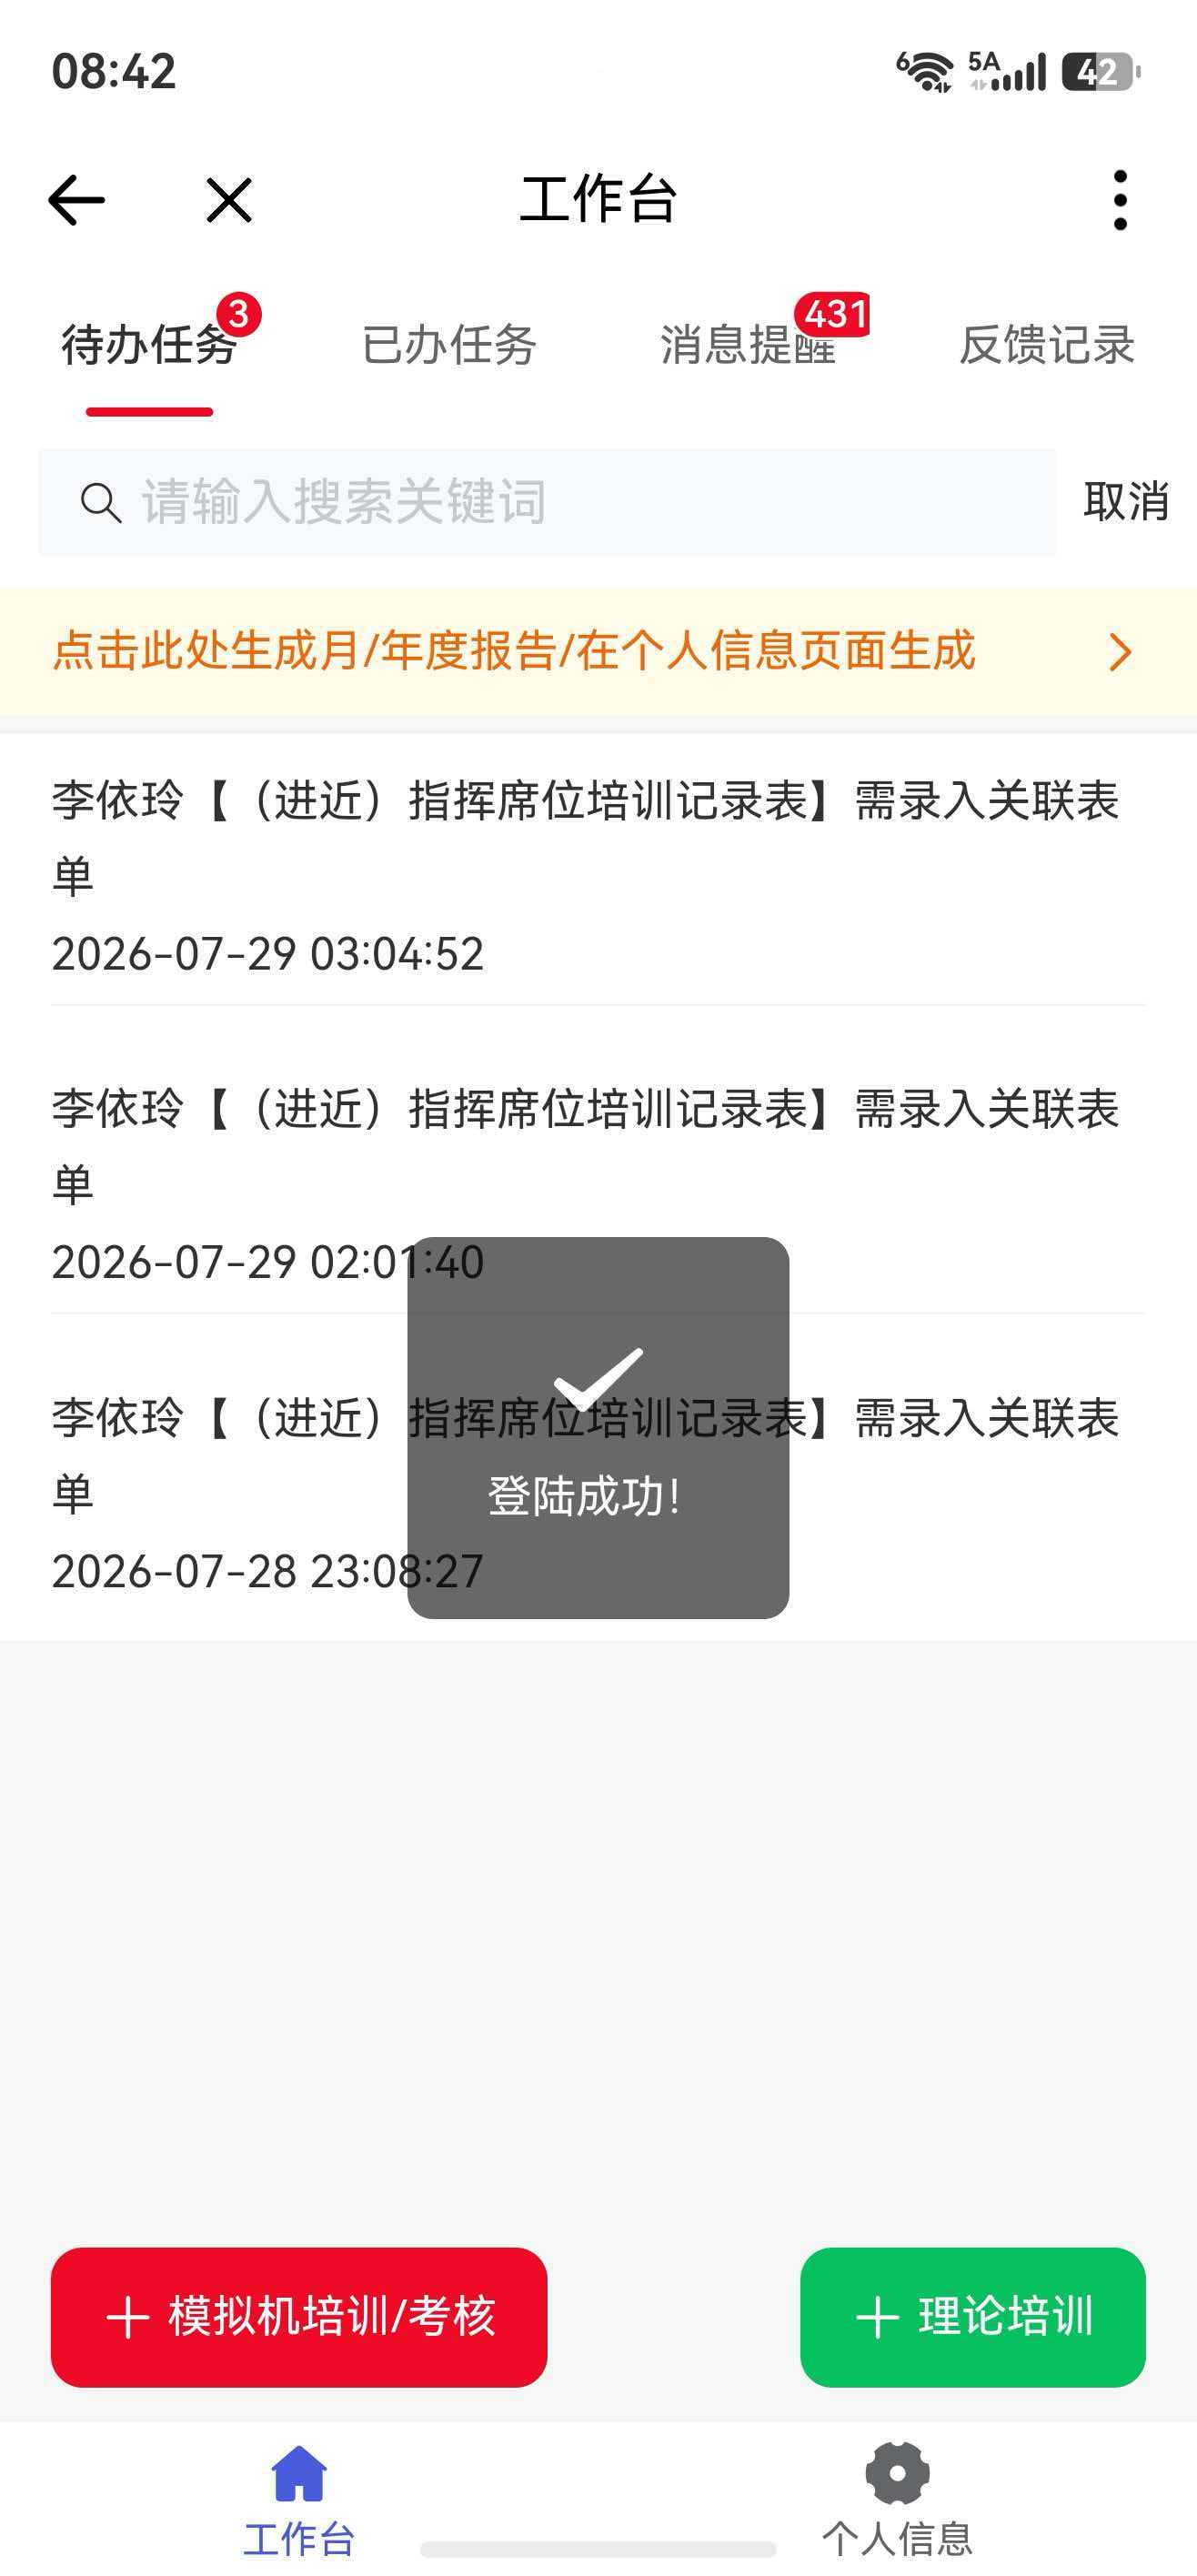 08:42
6 5A 42
工作台
待办任务 3 已办任务 消息提醒 431 反馈记录
请输入搜索关键词 取消
点击此处生成月/年度报告/在个人信息页面生成
李依玲【（进近）指挥席位培训记录表】需录入关联表
单
2026-07-29 03:04:52
李依玲【（进近）指挥席位培训记录表】需录入关联表
单
2026-07-29 02:01:40
李依玲【（进近）指挥席位培训记录表】需录入关联表
单
2026-07-28 23:08:27
登陆成功!
模拟机培训/考核 理论培训
工作台 个人信息